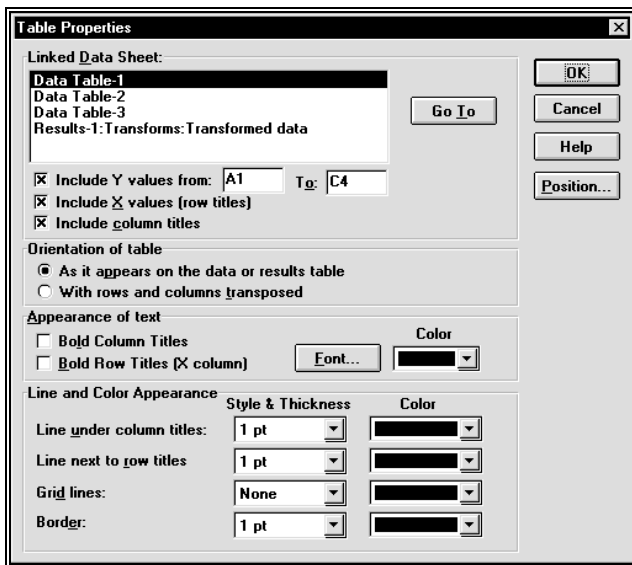 Table Properties
Linked Data Sheet:
Data Table-1
Data Table-2
Data Table-3
Results-1:Transforms:Transformed data
Go To
OK
Cancel
Help
Position...
Include Y values from: A1 To: C4
Include X values (row titles)
Include column titles
Orientation of table
As it appears on the data or results table
With rows and columns transposed
Appearance of text
Bold Column Titles
Bold Row Titles (X column)
Font...
Color
Line and Color Appearance
Style & Thickness Color
Line under column titles: 1 pt
Line next to row titles 1 pt
Grid lines: None
Border: 1 pt